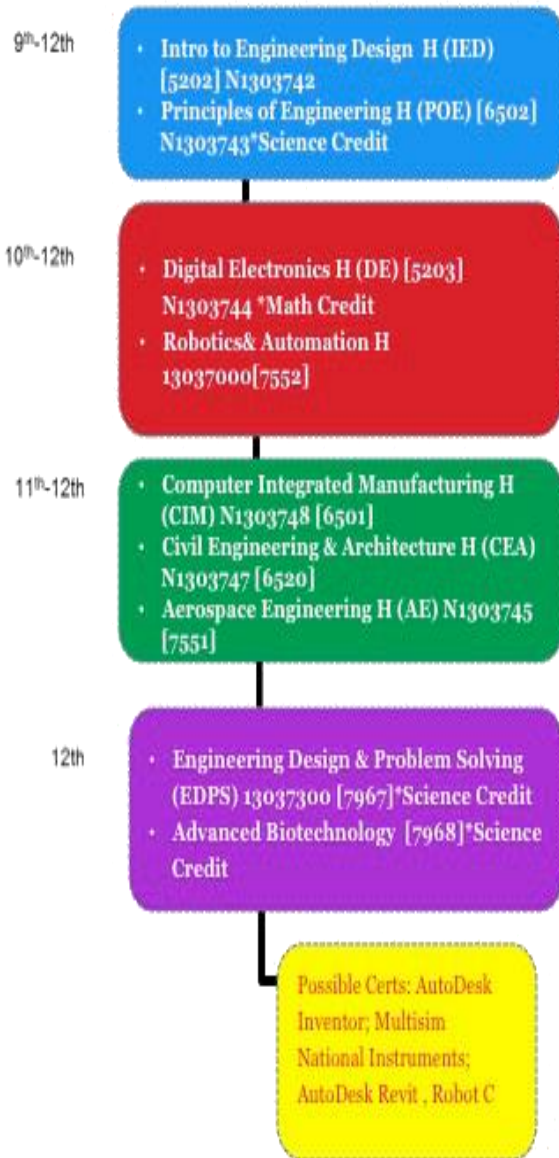 9th-12th
• Intro to Engineering Design H (IED)
[5202] N1303742
• Principles of Engineering H (POE) [6502]
N1303743*Science Credit
10th-12th
• Digital Electronics H (DE) [5203]
N1303744 *Math Credit
• Robotics& Automation H
13037000[7552]
11th-12th
• Computer Integrated Manufacturing H
(CIM) N1303748 [6501]
• Civil Engineering & Architecture H (CEA)
N1303747 [6520]
• Aerospace Engineering H (AE) N1303745
[7551]
12th
• Engineering Design & Problem Solving
(EDPS) 13037300 [7967]*Science Credit
• Advanced Biotechnology [7968]*Science
Credit
Possible Certs: AutoDesk
Inventor; Multisim
National Instruments;
AutoDesk Revit , Robot C